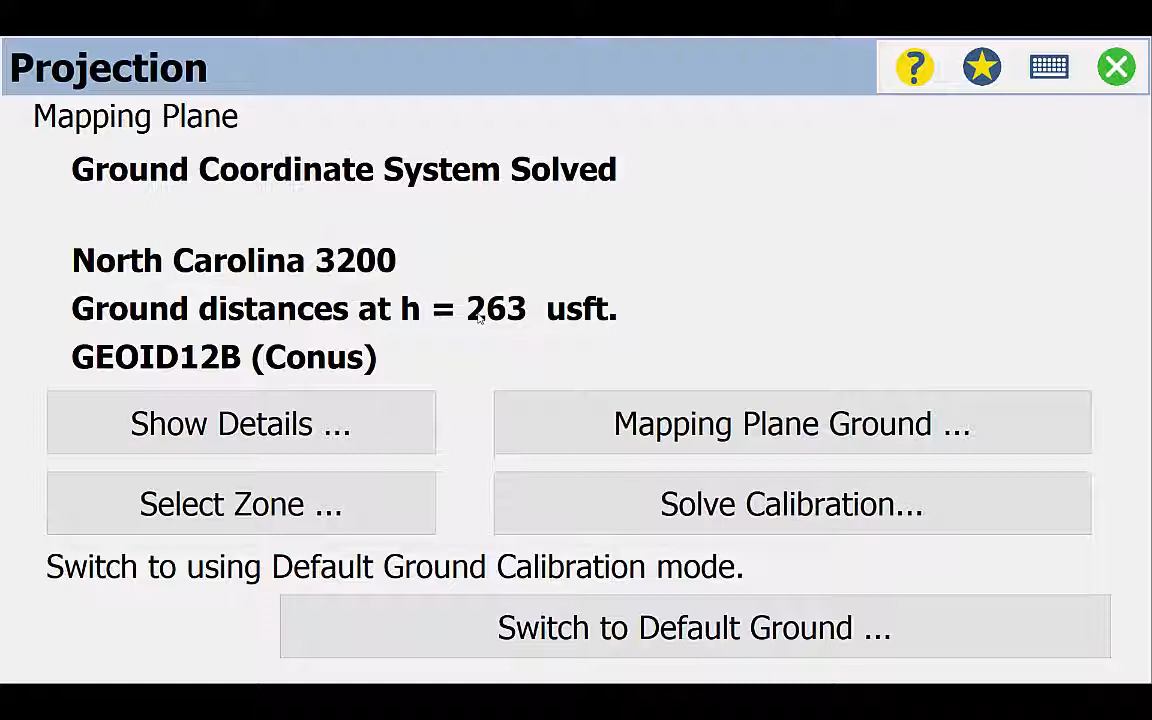 Projection
Mapping Plane
Ground Coordinate System Solved
North Carolina 3200
Ground distances at h = 263 usft.
GEOID12B (Conus)
Show Details ...
Mapping Plane Ground ...
Select Zone ...
Solve Calibration...
Switch to using Default Ground Calibration mode.
Switch to Default Ground ...